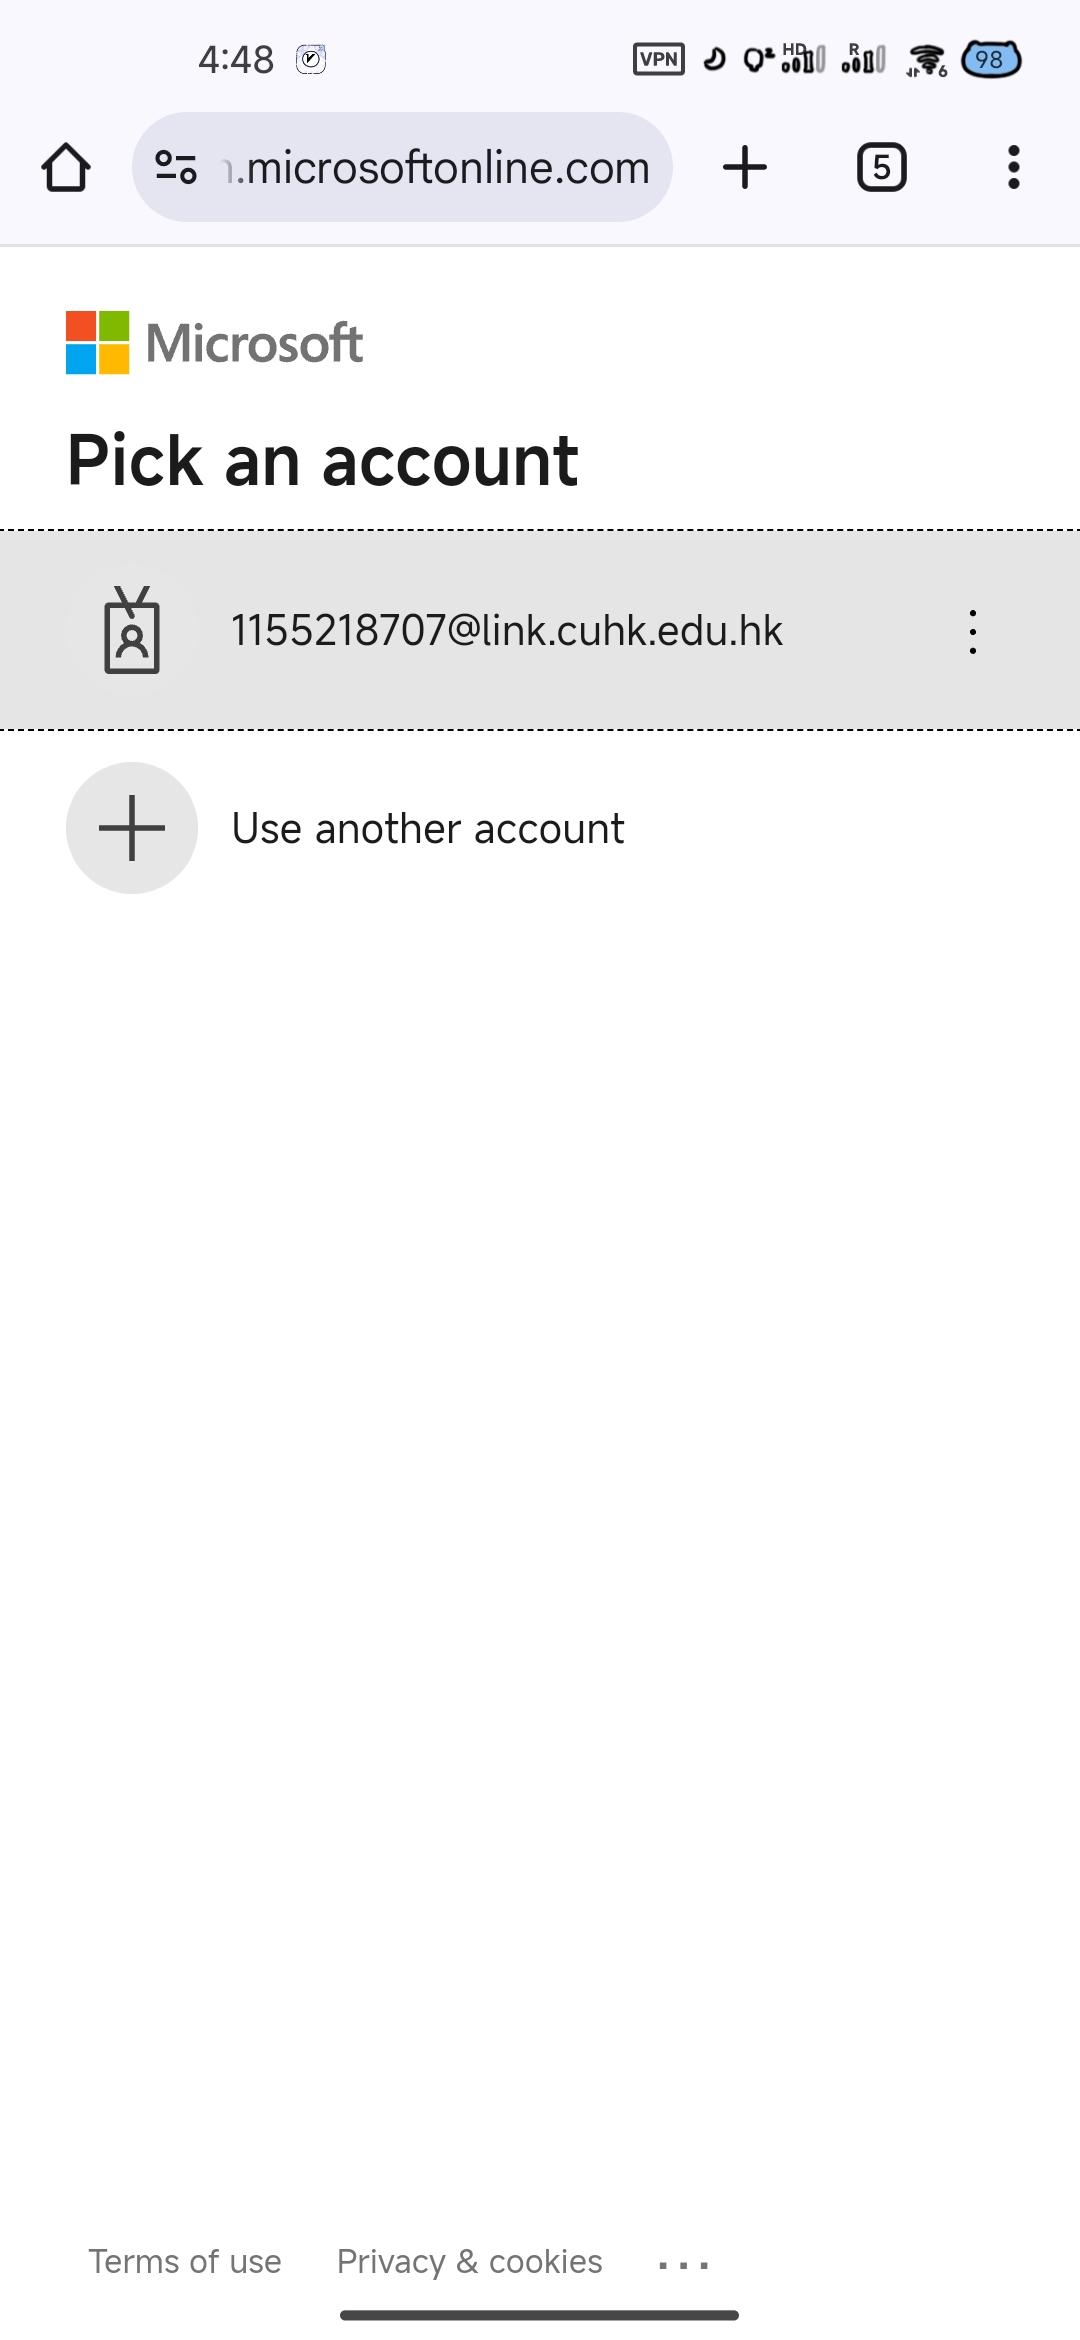 4:48
VPN HD R 6 98
.microsoftonline.com
5
Microsoft
Pick an account
1155218707@link.cuhk.edu.hk
Use another account
Terms of use Privacy & cookies ...